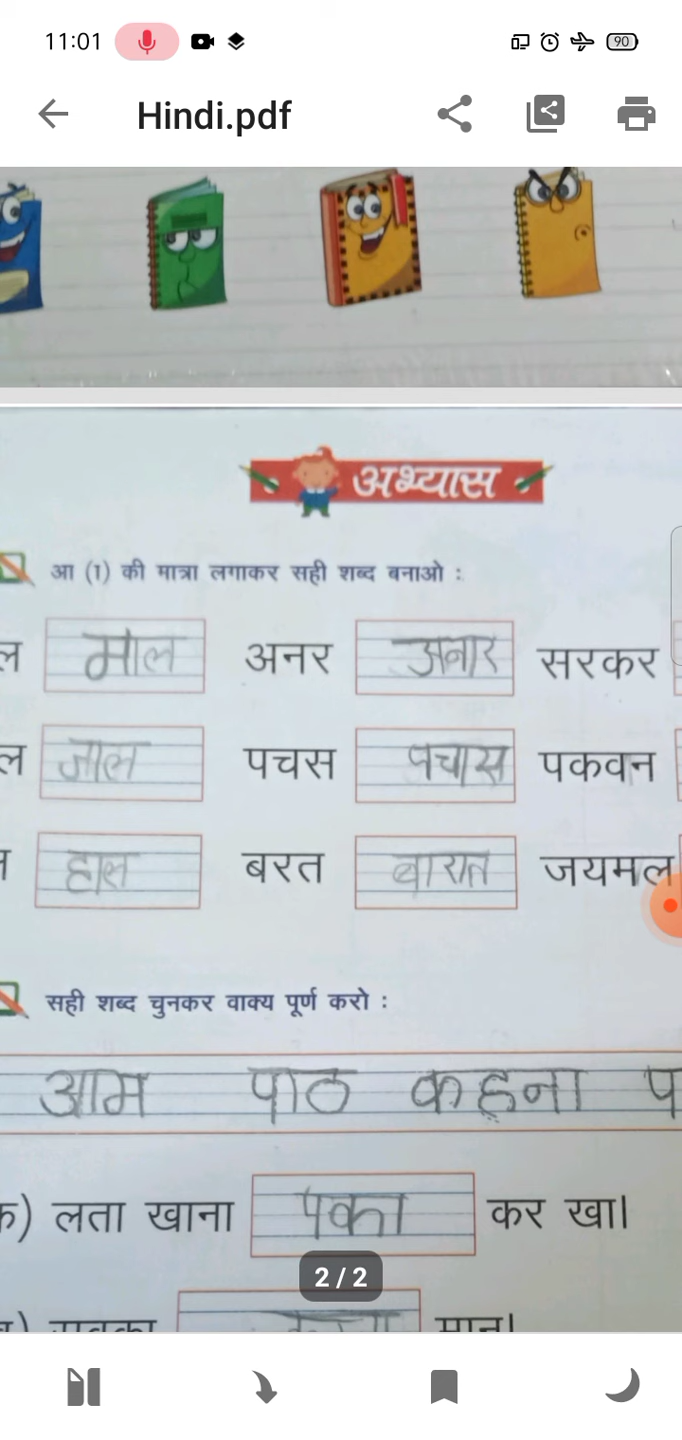 11:01 90
Hindi.pdf
अभ्यास
आ (ा) की मात्रा लगाकर सही शब्द बनाओ :
ल माल अनर अनार सरकर
ल जाल पचस पचास पकवन
हाल बरत बारात जयमल
सही शब्द चुनकर वाक्य पूर्ण करो :
आम पाठ कहना प
क) लता खाना पका कर खा।
2 / 2
मान।